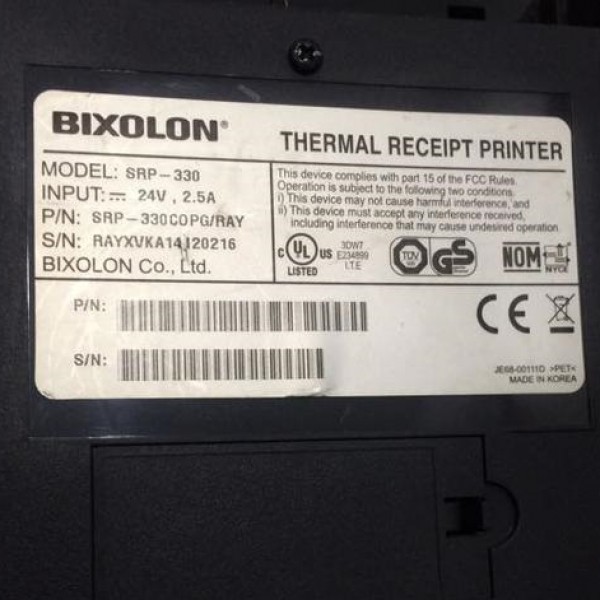 BIXOLON®
THERMAL RECEIPT PRINTER
MODEL: SRP-330
INPUT: 24V, 2.5A
P/N: SRP-330COPG/RAY
S/N: RAYXVKA14120216
BIXOLON Co., Ltd.
This device complies with part 15 of the FCC Rules.
Operation is subject to the following two conditions.
i) This device may not cause harmful interference, and
ii) This device must accept any interference received,
including interference that may cause undesired operation
C UL US
LISTED
3DW7
E234899
I.T.E
TÜV
GS
NOM
NYCE
P/N:
S/N:
CE
JE68-00111D >PET<
MADE IN KOREA